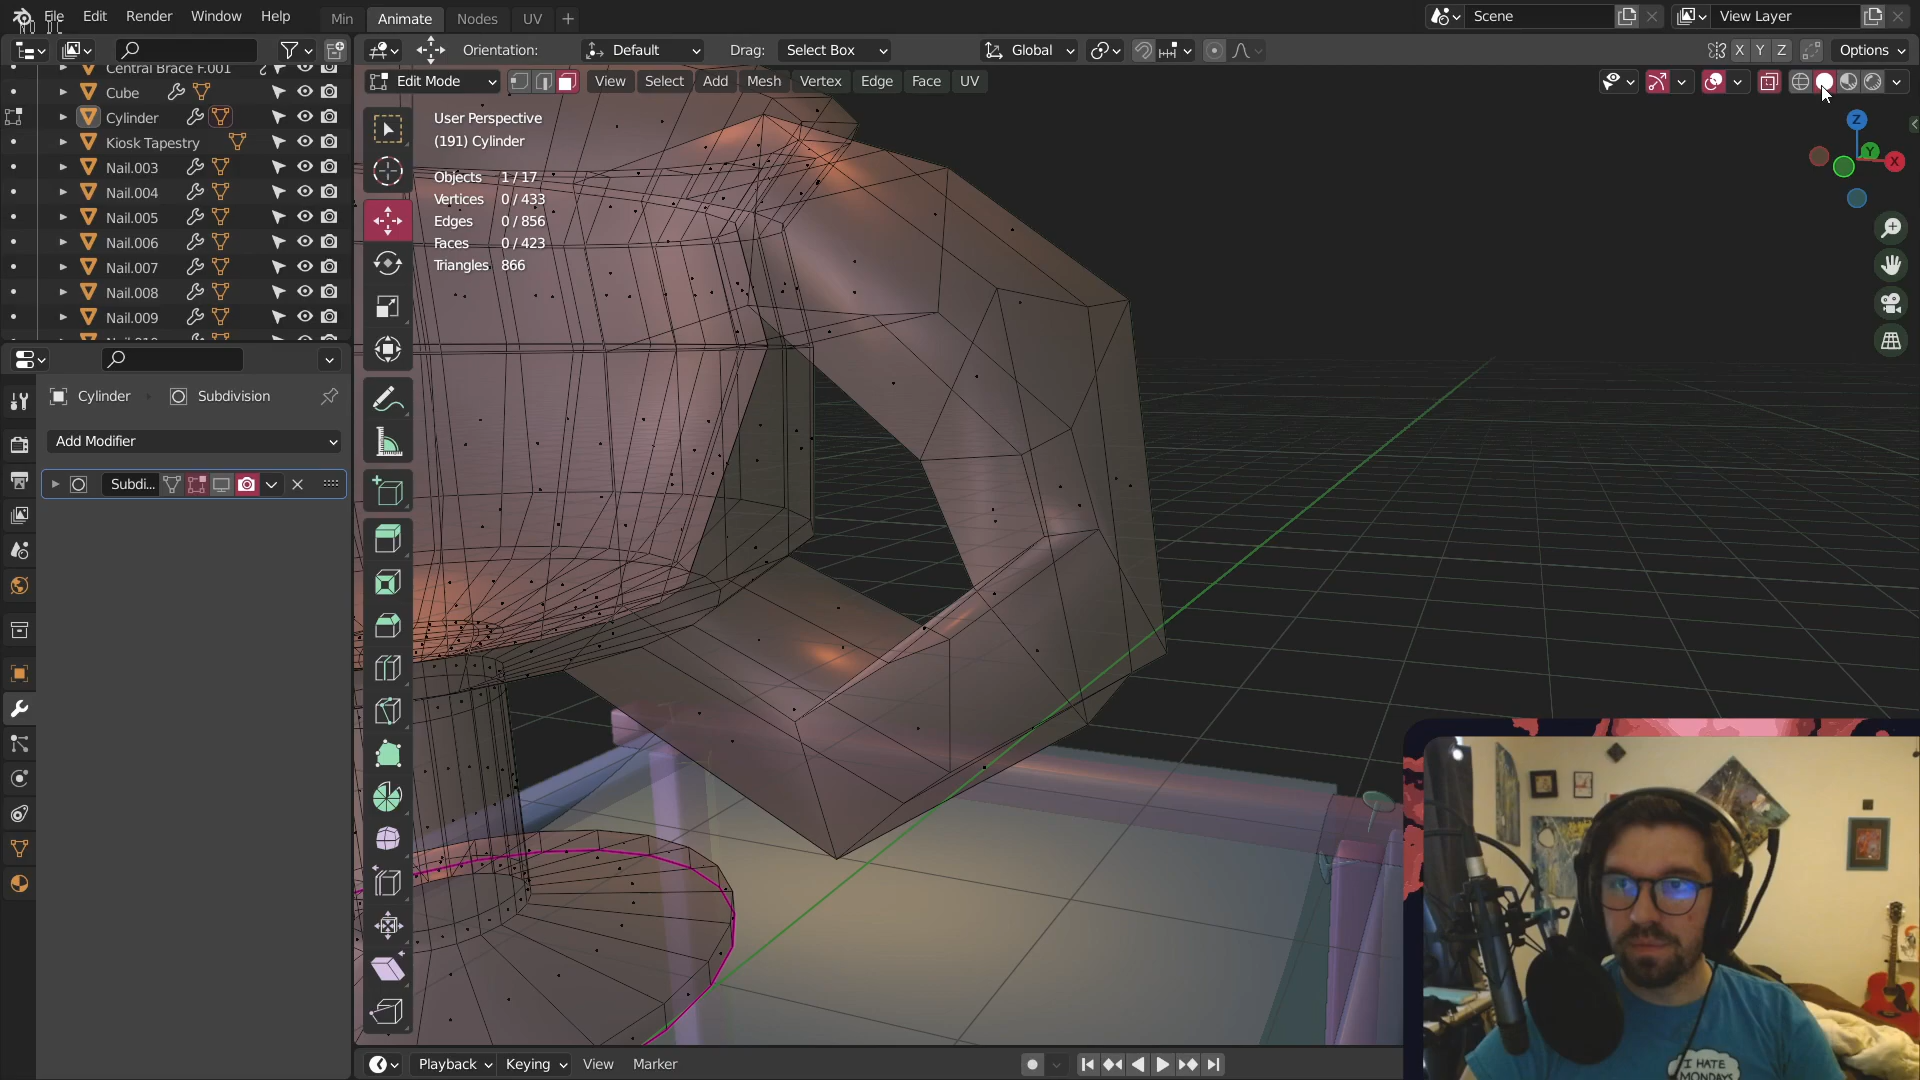 File Edit Render Window Help Min Animate Nodes UV Scene View Layer
Orientation: Default Drag: Select Box Global X Y Z Options
Central Brace F.001
Cube
Cylinder
Kiosk Tapestry
Nail.003
Nail.004
Nail.005
Nail.006
Nail.007
Nail.008
Nail.009
Edit Mode View Select Add Mesh Vertex Edge Face UV
User Perspective
(191) Cylinder
Objects 1 / 17
Vertices 0 / 433
Edges 0 / 856
Faces 0 / 423
Triangles 866
Z
Y
X
Cylinder Subdivision
Add Modifier
Subdi...
Playback Keying View Marker
I HATE
MONDAYS